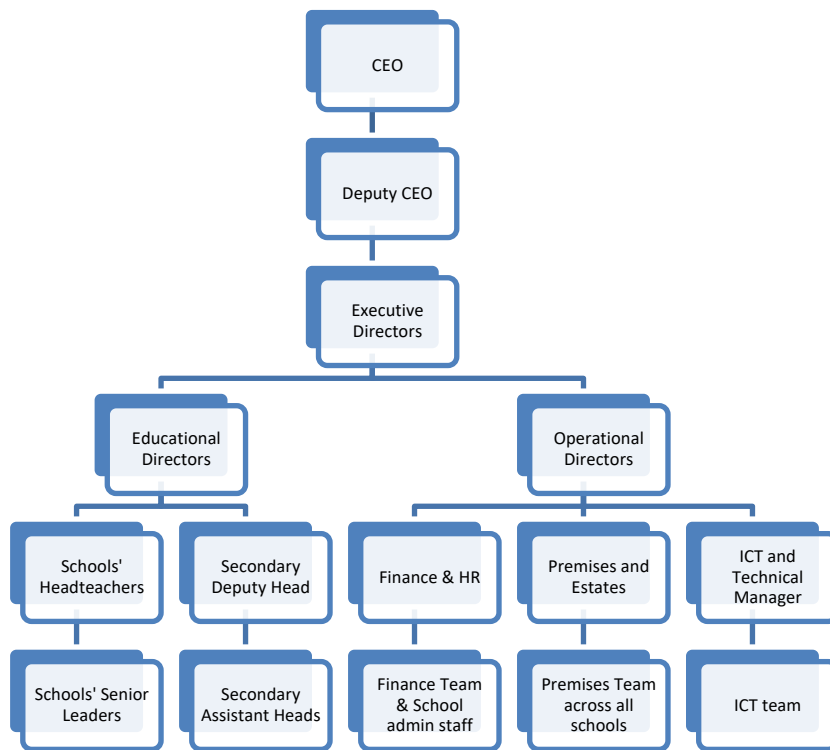 CEO
Deputy CEO
Executive
Directors
Educational
Directors
Operational
Directors
Schools'
Headteachers
Secondary
Deputy Head
Finance & HR
Premises and
Estates
ICT and
Technical
Manager
Schools' Senior
Leaders
Secondary
Assistant Heads
Finance Team
& School
admin staff
Premises Team
across all
schools
ICT team